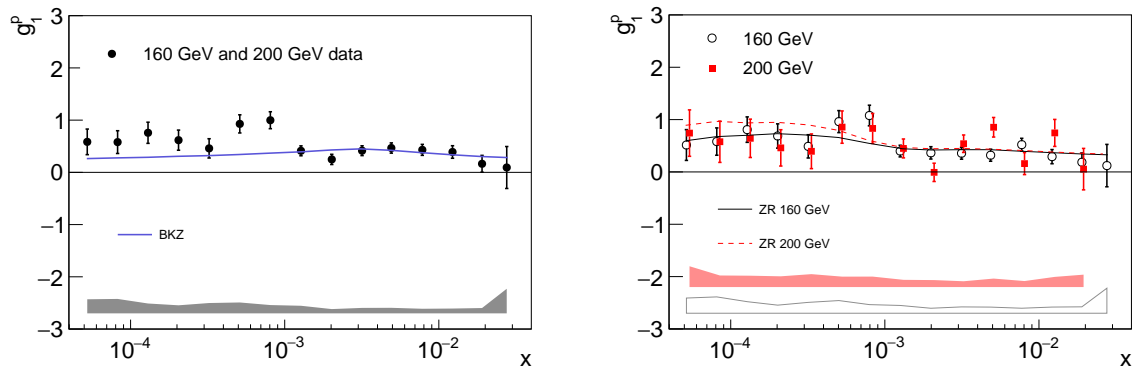 g₁ᵖ
3
2
1
0
−1
−2
−3
160 GeV and 200 GeV data
BKZ
10⁻⁴
10⁻³
10⁻²
x
g₁ᵖ
3
2
1
0
−1
−2
−3
160 GeV
200 GeV
ZR 160 GeV
ZR 200 GeV
10⁻⁴
10⁻³
10⁻²
x